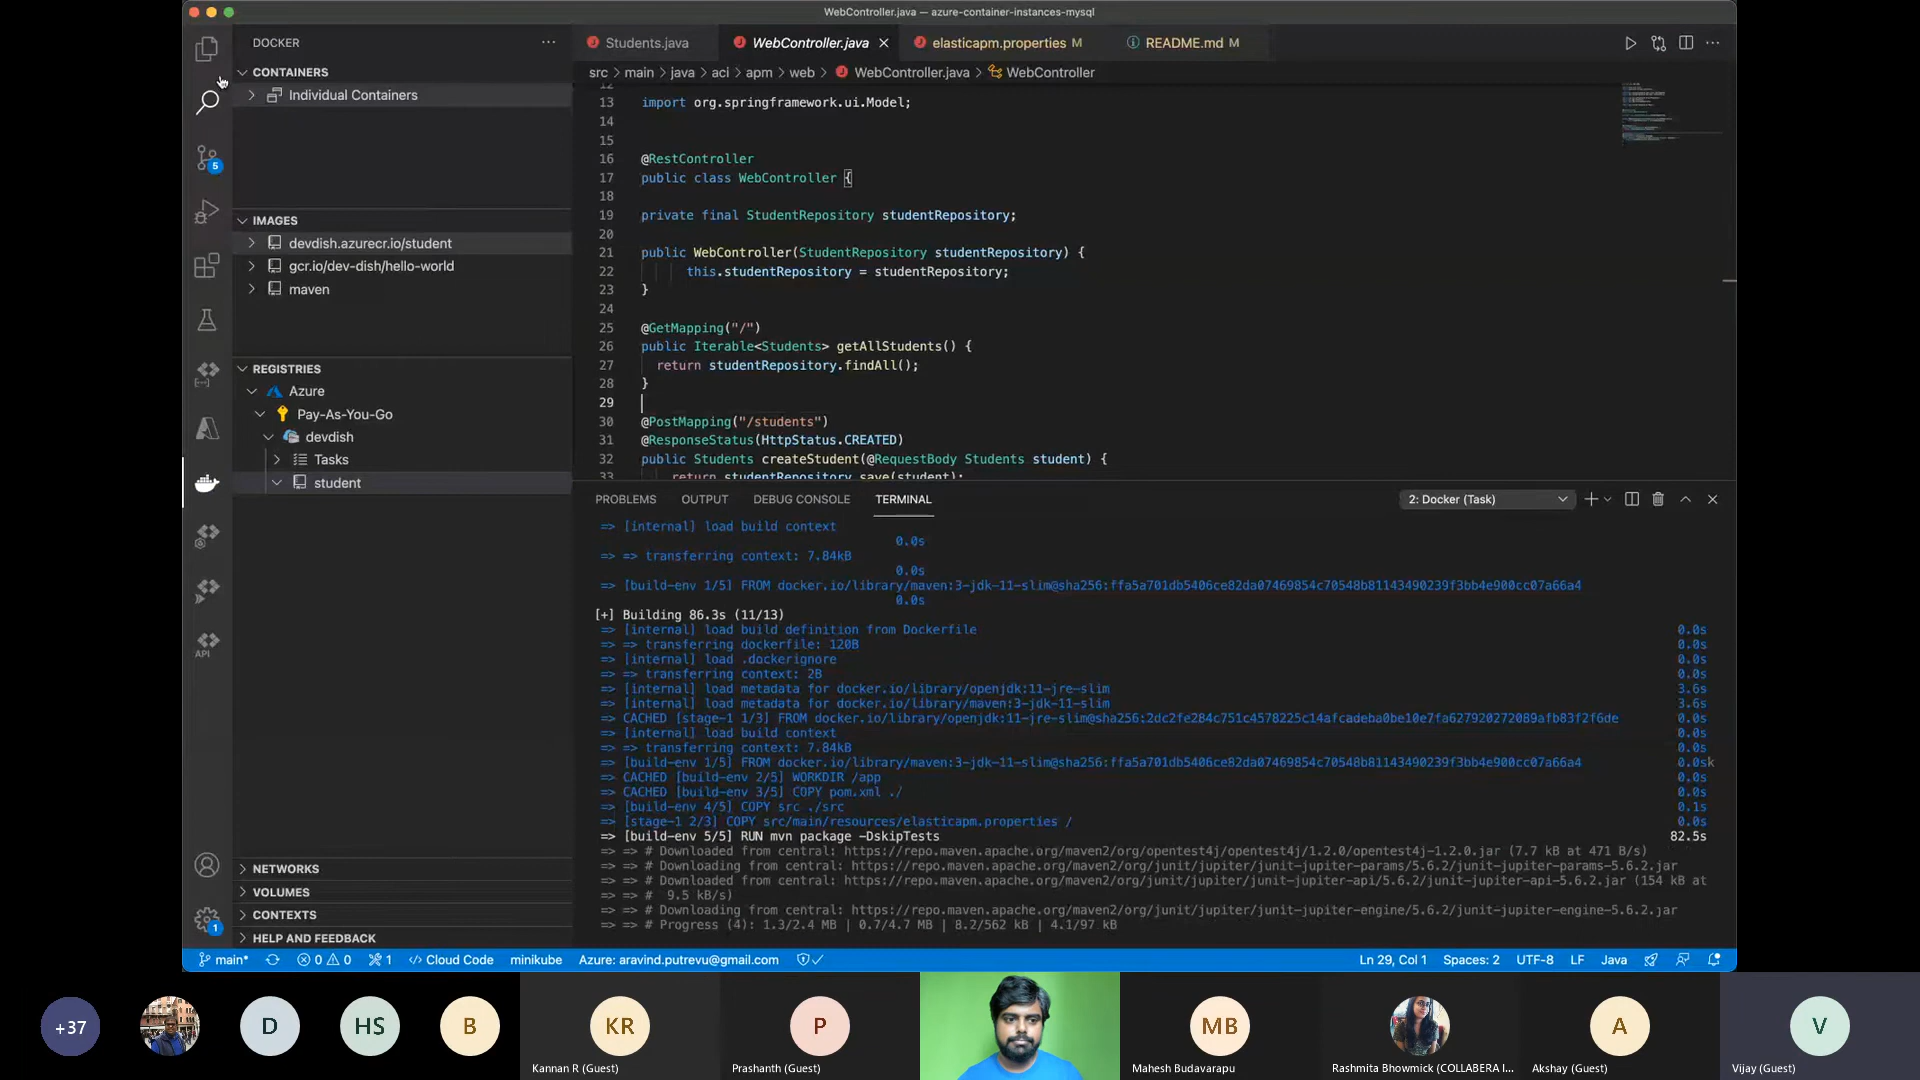 WebController.java — azure-container-instances-mysql
DOCKER
CONTAINERS
Individual Containers
IMAGES
devdish.azurecr.io/student
gcr.io/dev-dish/hello-world
maven
REGISTRIES
Azure
Pay-As-You-Go
devdish
Tasks
student
NETWORKS
VOLUMES
CONTEXTS
HELP AND FEEDBACK
5
API
1
Students.java
WebController.java
elasticapm.properties M
README.md M
src > main > java > aci > apm > web > WebController.java > WebController
12
13 import org.springframework.ui.Model;
14
15
16 @RestController
17 public class WebController {
18
19 private final StudentRepository studentRepository;
20
21 public WebController(StudentRepository studentRepository) {
22 this.studentRepository = studentRepository;
23 }
24
25 @GetMapping("/")
26 public Iterable<Students> getAllStudents() {
27 return studentRepository.findAll();
28 }
29
30 @PostMapping("/students")
31 @ResponseStatus(HttpStatus.CREATED)
32 public Students createStudent(@RequestBody Students student) {
33 return studentRepository.save(student);
PROBLEMS OUTPUT DEBUG CONSOLE TERMINAL 2: Docker (Task)
=> [internal] load build context
0.0s
=> => transferring context: 7.84kB
0.0s
=> [build-env 1/5] FROM docker.io/library/maven:3-jdk-11-slim@sha256:ffa5a701db5406ce82da07469854c70548b81143490239f3bb4e900cc07a66a4
0.0s
[+] Building 86.3s (11/13)
=> [internal] load build definition from Dockerfile 0.0s
=> => transferring dockerfile: 120B 0.0s
=> [internal] load .dockerignore 0.0s
=> => transferring context: 2B 0.0s
=> [internal] load metadata for docker.io/library/openjdk:11-jre-slim 3.6s
=> [internal] load metadata for docker.io/library/maven:3-jdk-11-slim 3.6s
=> CACHED [stage-1 1/3] FROM docker.io/library/openjdk:11-jre-slim@sha256:2dc2fe284c751c4578225c14afcadeba0be10e7fa627920272089afb83f2f6de 0.0s
=> [internal] load build context 0.0s
=> => transferring context: 7.84kB 0.0s
=> [build-env 1/5] FROM docker.io/library/maven:3-jdk-11-slim@sha256:ffa5a701db5406ce82da07469854c70548b81143490239f3bb4e900cc07a66a4 0.0sk
=> CACHED [build-env 2/5] WORKDIR /app 0.0s
=> CACHED [build-env 3/5] COPY pom.xml ./ 0.0s
=> [build-env 4/5] COPY src ./src 0.1s
=> [stage-1 2/3] COPY src/main/resources/elasticapm.properties / 0.0s
=> [build-env 5/5] RUN mvn package -DskipTests 82.5s
=> => # Downloaded from central: https://repo.maven.apache.org/maven2/org/opentest4j/opentest4j/1.2.0/opentest4j-1.2.0.jar (7.7 kB at 471 B/s)
=> => # Downloading from central: https://repo.maven.apache.org/maven2/org/junit/jupiter/junit-jupiter-params/5.6.2/junit-jupiter-params-5.6.2.jar
=> => # Downloaded from central: https://repo.maven.apache.org/maven2/org/junit/jupiter/junit-jupiter-api/5.6.2/junit-jupiter-api-5.6.2.jar (154 kB at
=> => # 9.5 kB/s)
=> => # Downloading from central: https://repo.maven.apache.org/maven2/org/junit/jupiter/junit-jupiter-engine/5.6.2/junit-jupiter-engine-5.6.2.jar
=> => # Progress (4): 1.3/2.4 MB | 0.7/4.7 MB | 8.2/562 kB | 4.1/97 kB
main* 0 0 1 Cloud Code minikube Azure: aravind.putrevu@gmail.com Ln 29, Col 1 Spaces: 2 UTF-8 LF Java
+37 D HS B KR P MB A V
Kannan R (Guest) Prashanth (Guest) Mahesh Budavarapu Rashmita Bhowmick (COLLABERA I... Akshay (Guest) Vijay (Guest)